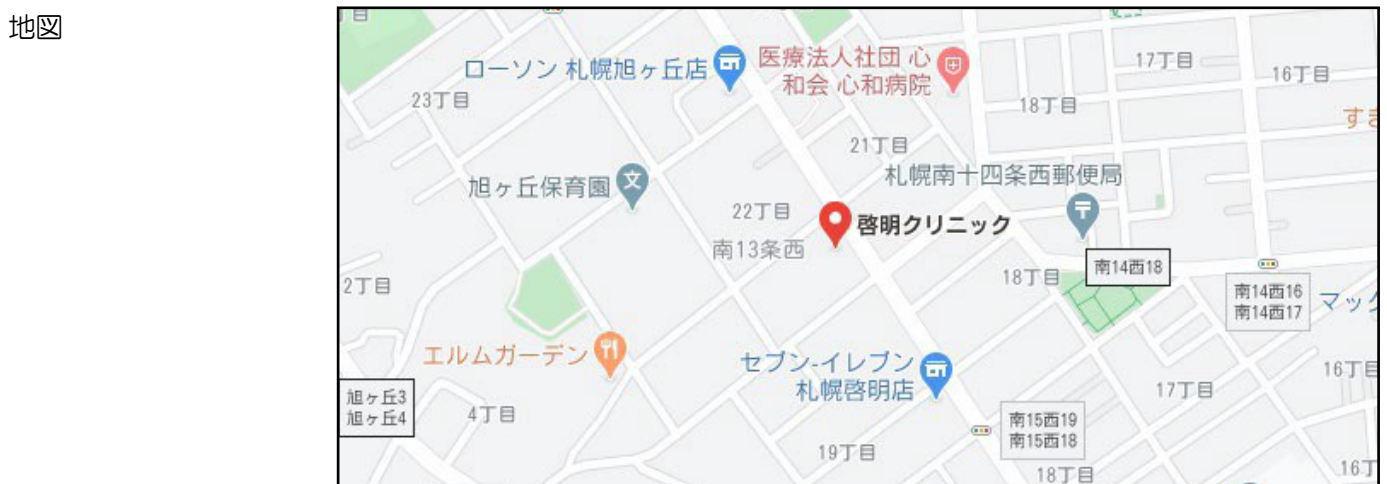 地図
ローソン 札幌旭ヶ丘店
医療法人社団 心
和会 心和病院
17丁目
16丁目
23丁目
18丁目
21丁目
札幌南十四条西郵便局
旭ヶ丘保育園
22丁目
啓明クリニック
南13条西
18丁目
南14西18
2丁目
南14西16
南14西17
エルムガーデン
セブン-イレブン
札幌啓明店
16丁目
17丁目
旭ヶ丘3
旭ヶ丘4
4丁目
南15西19
南15西18
19丁目
18丁目